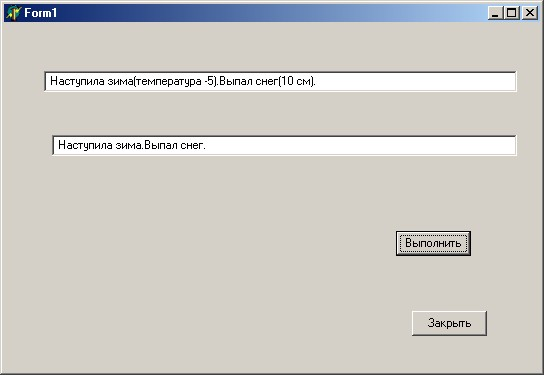 Form1
Наступила зима(температура -5).Выпал снег(10 см).
Наступила зима.Выпал снег.
Выполнить
Закрыть